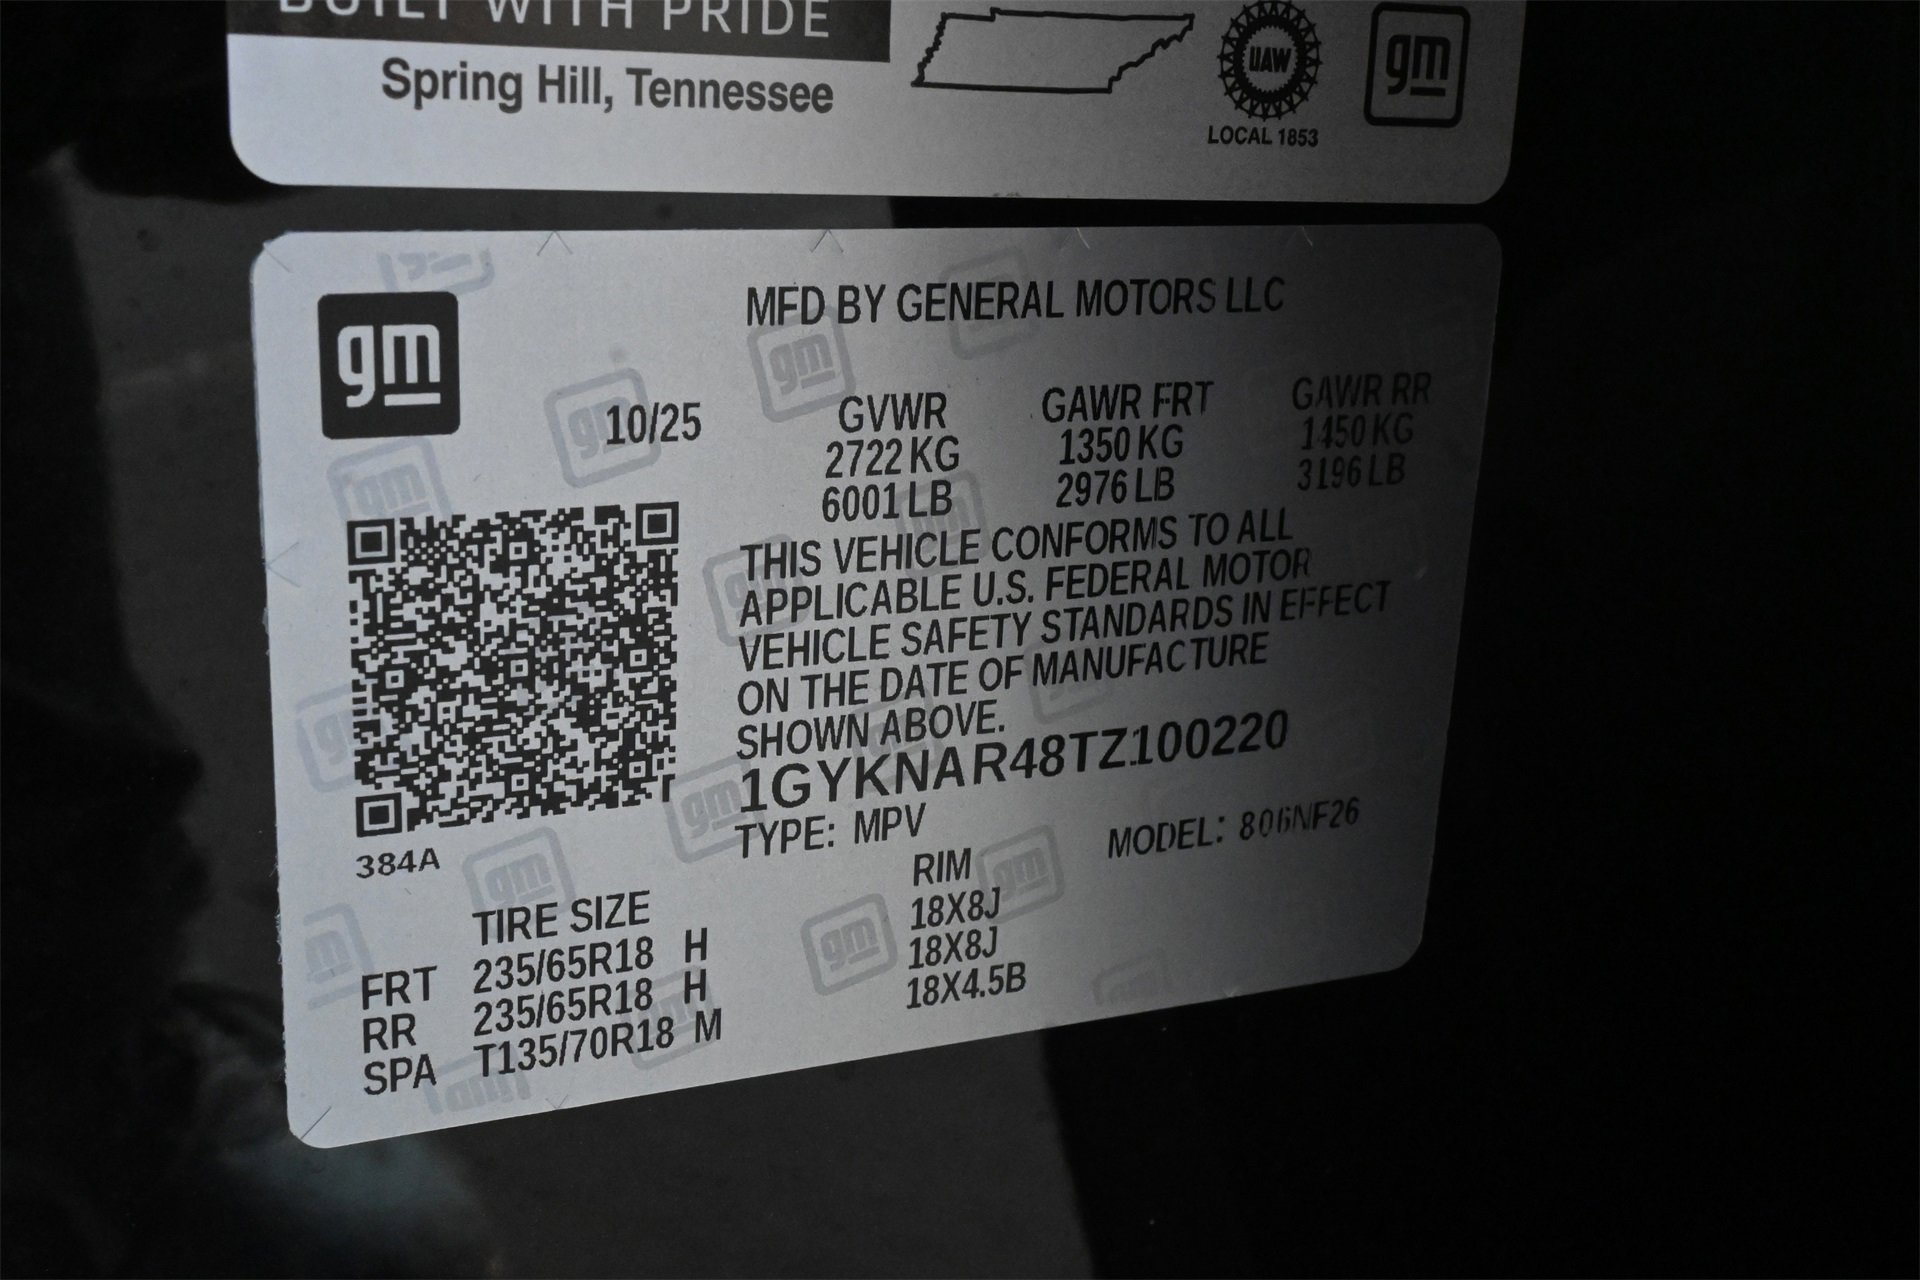 BUILT WITH PRIDE
Spring Hill, Tennessee
UAW
LOCAL 1853
gm
gm
MFD BY GENERAL MOTORS LLC
10/25
GVWR GAWR FRT GAWR RR
2722 KG 1350 KG 1450 KG
6001 LB 2976 LB 3196 LB
THIS VEHICLE CONFORMS TO ALL
APPLICABLE U.S. FEDERAL MOTOR
VEHICLE SAFETY STANDARDS IN EFFECT
ON THE DATE OF MANUFACTURE
SHOWN ABOVE.
1GYKNAR48TZ100220
TYPE: MPV MODEL: 806NF26
384A
TIRE SIZE RIM
FRT 235/65R18 H 18X8J
RR 235/65R18 H 18X8J
SPA T135/70R18 M 18X4.5B